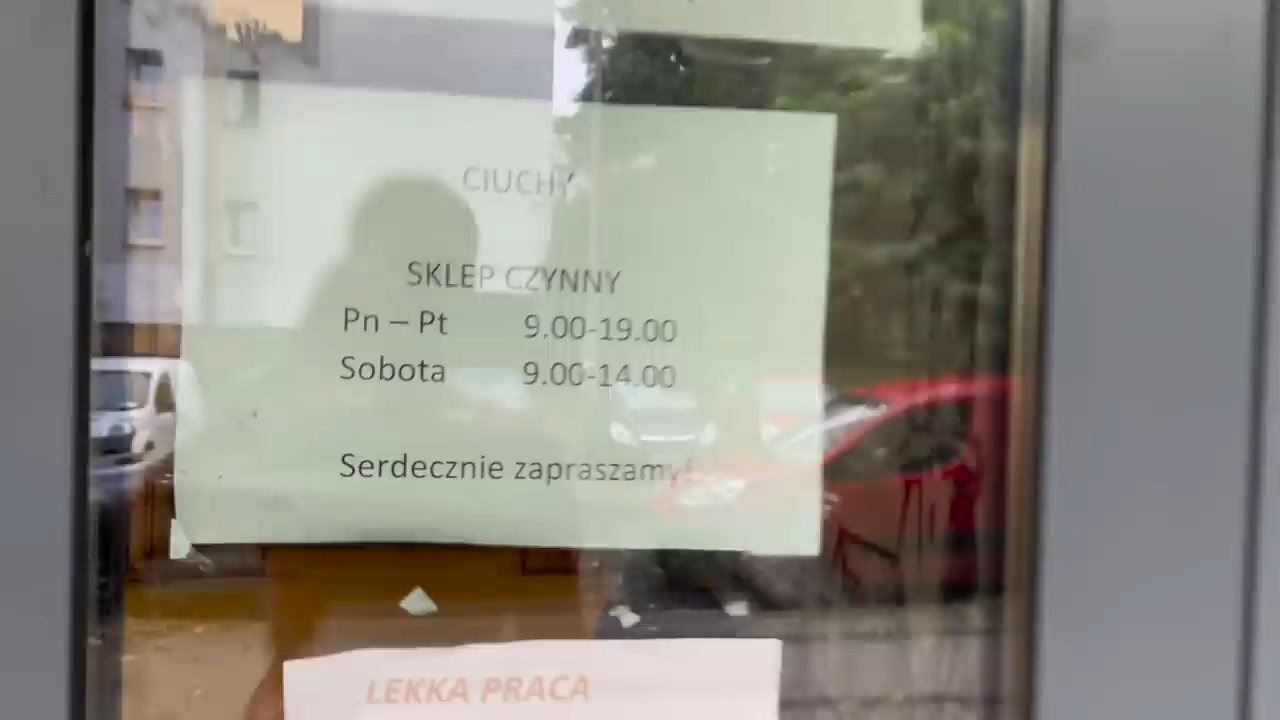 CIUCHY
SKLEP CZYNNY
Pn – Pt 9.00-19.00
Sobota 9.00-14.00
Serdecznie zapraszamy!
LEKKA PRACA